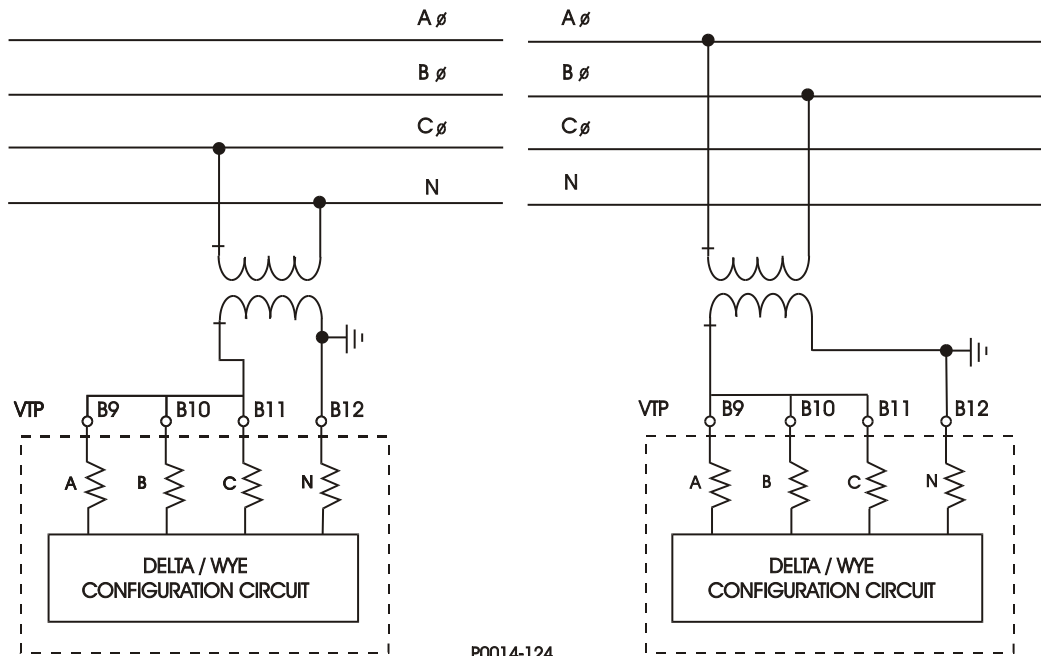 A ø
B ø
C ø
N
VTP B9 B10 B11 B12
A B C N
DELTA / WYE
CONFIGURATION CIRCUIT
A ø
B ø
C ø
N
VTP B9 B10 B11 B12
A B C N
DELTA / WYE
CONFIGURATION CIRCUIT
P0014-124